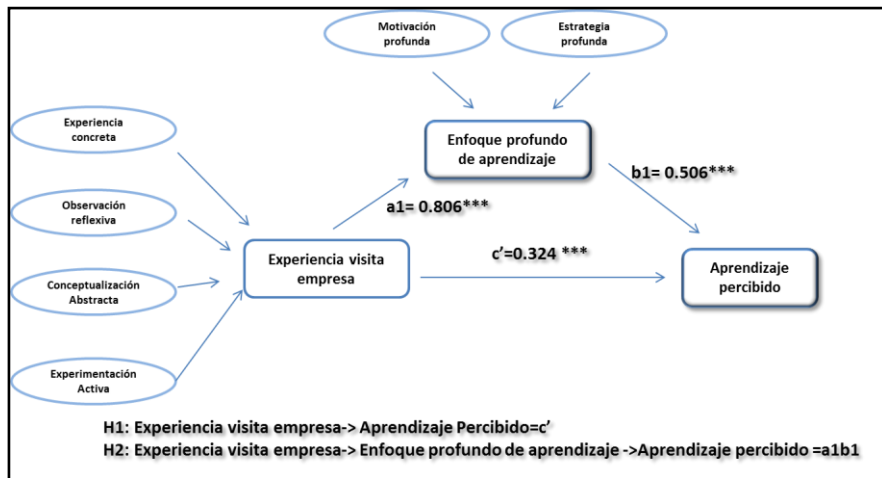 Motivación
profunda
Estrategia
profunda
Experiencia
concreta
Enfoque profundo
de aprendizaje
b1= 0.506***
a1= 0.806***
Observación
reflexiva
Experiencia visita
empresa
c'=0.324 ***
Aprendizaje
percibido
Conceptualización
Abstracta
Experimentación
Activa
H1: Experiencia visita empresa-> Aprendizaje Percibido=c'
H2: Experiencia visita empresa-> Enfoque profundo de aprendizaje ->Aprendizaje percibido =a1b1